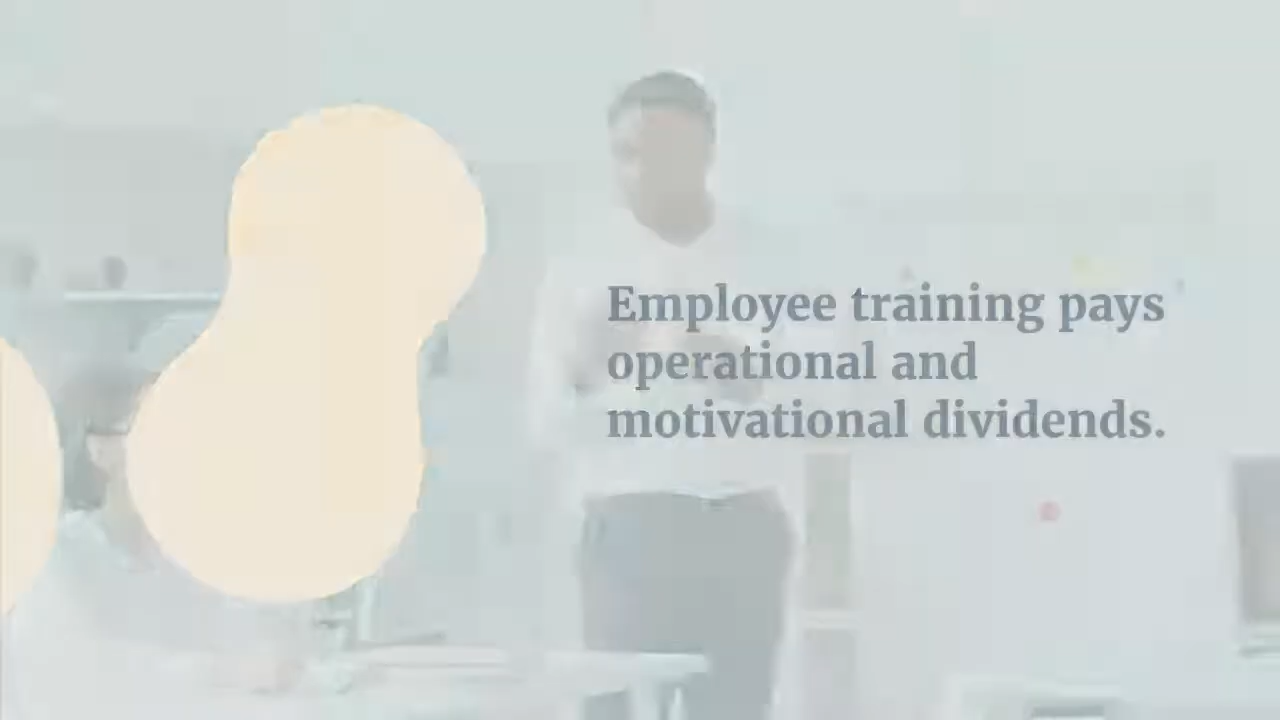 Employee training pays
operational and
motivational dividends.